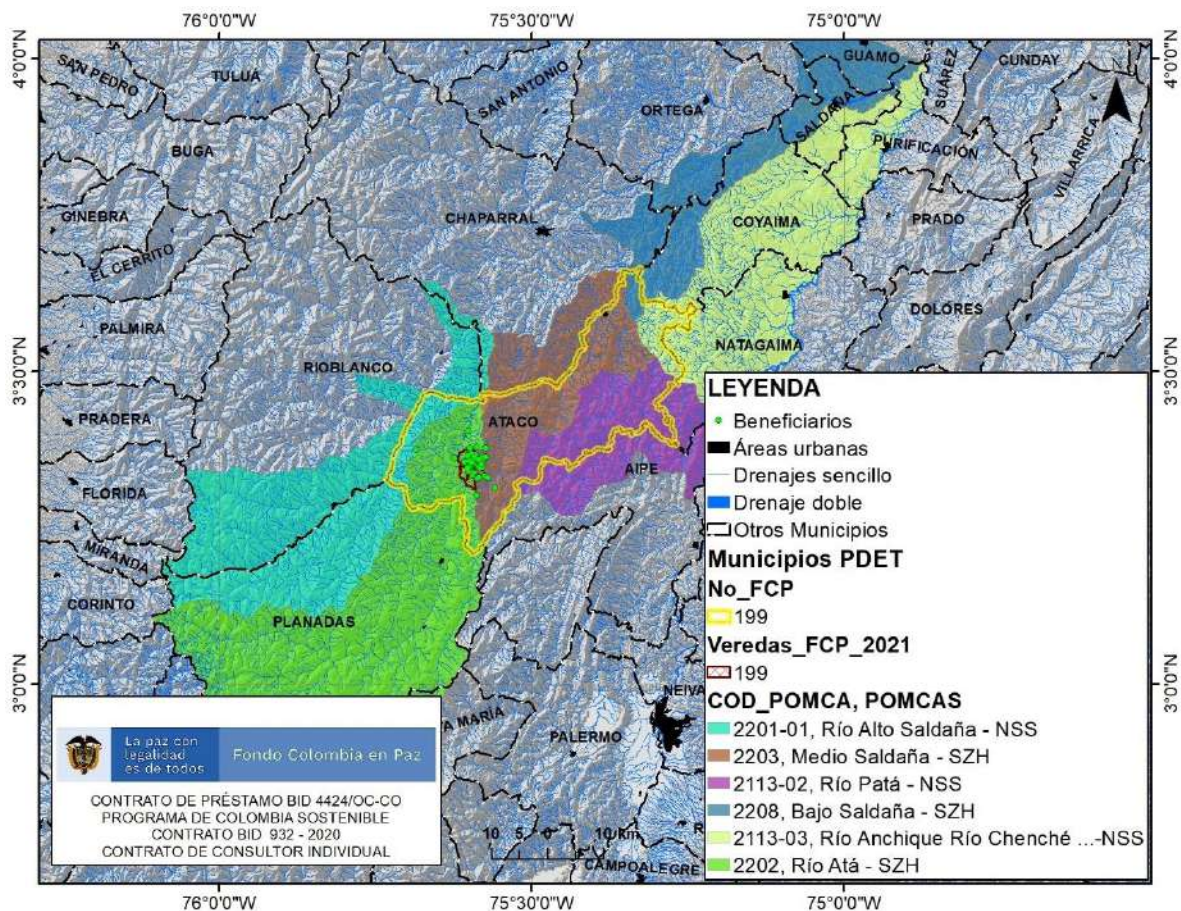 76°0'0"W 75°30'0"W 75°0'0"W
4°0'0"N
4°0'0"N
SAN PEDRO
TULUÁ
SAN ANTONIO
ORTEGA
GUAMO
SUÁREZ
CUNDAY
N
BUGA
SALDAÑA
PURIFICACIÓN
VILLARRICA
GINEBRA
EL CERRITO
CHAPARRAL
COYAIMA
PRADO
PALMIRA
DOLORES
NATAGAIMA
RIOBLANCO
3°30'0"N
3°30'0"N
PRADERA
ATACO
AIPE
FLORIDA
MIRANDA
CORINTO
PLANADAS
3°0'0"N
3°0'0"N
NEIVA
MARÍA
PALERMO
CAMPOALEGRE
LEYENDA
Beneficiarios
Áreas urbanas
Drenajes sencillo
Drenaje doble
Otros Municipios
Municipios PDET
No_FCP
199
Veredas_FCP_2021
199
COD_POMCA, POMCAS
2201-01, Río Alto Saldaña - NSS
2203, Medio Saldaña - SZH
2113-02, Río Patá - NSS
2208, Bajo Saldaña - SZH
2113-03, Río Anchique Río Chenché ...-NSS
2202, Río Atá - SZH
La paz con
legalidad
es de todos
Fondo Colombia en Paz
CONTRATO DE PRÉSTAMO BID 4424/OC-CO
PROGRAMA DE COLOMBIA SOSTENIBLE
CONTRATO BID 932 - 2020
CONTRATO DE CONSULTOR INDIVIDUAL
10 5 0 10 km
76°0'0"W 75°30'0"W 75°0'0"W